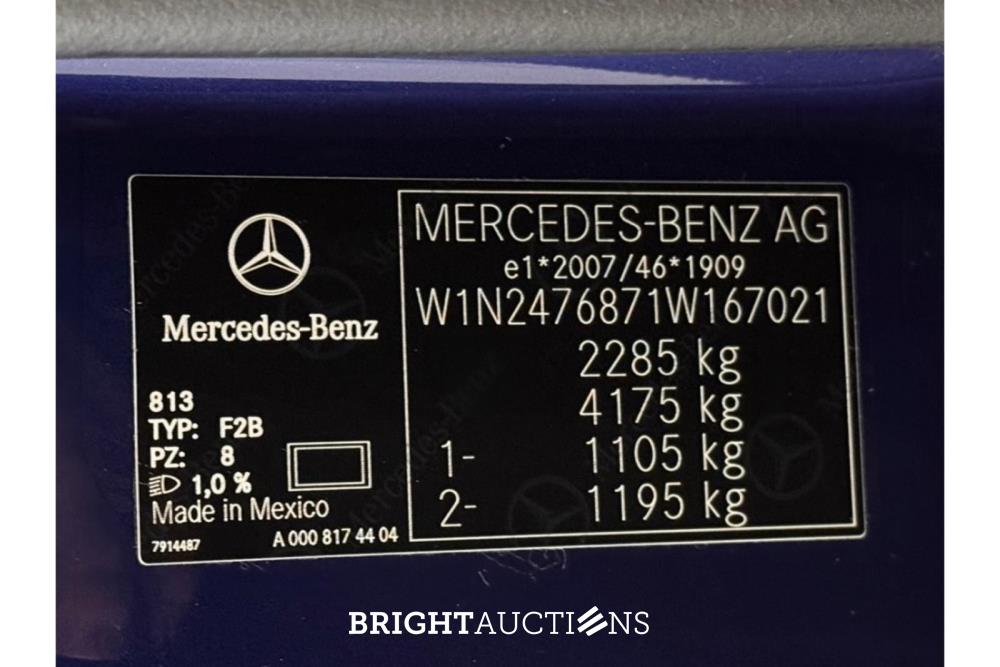 Mercedes-Benz
813
TYP: F2B
PZ: 8
1,0 %
Made in Mexico
7914487
A 000 817 44 04
MERCEDES-BENZ AG
e1*2007/46*1909
W1N2476871W167021
2285 kg
4175 kg
1- 1105 kg
2- 1195 kg
BRIGHTAUCTIONS